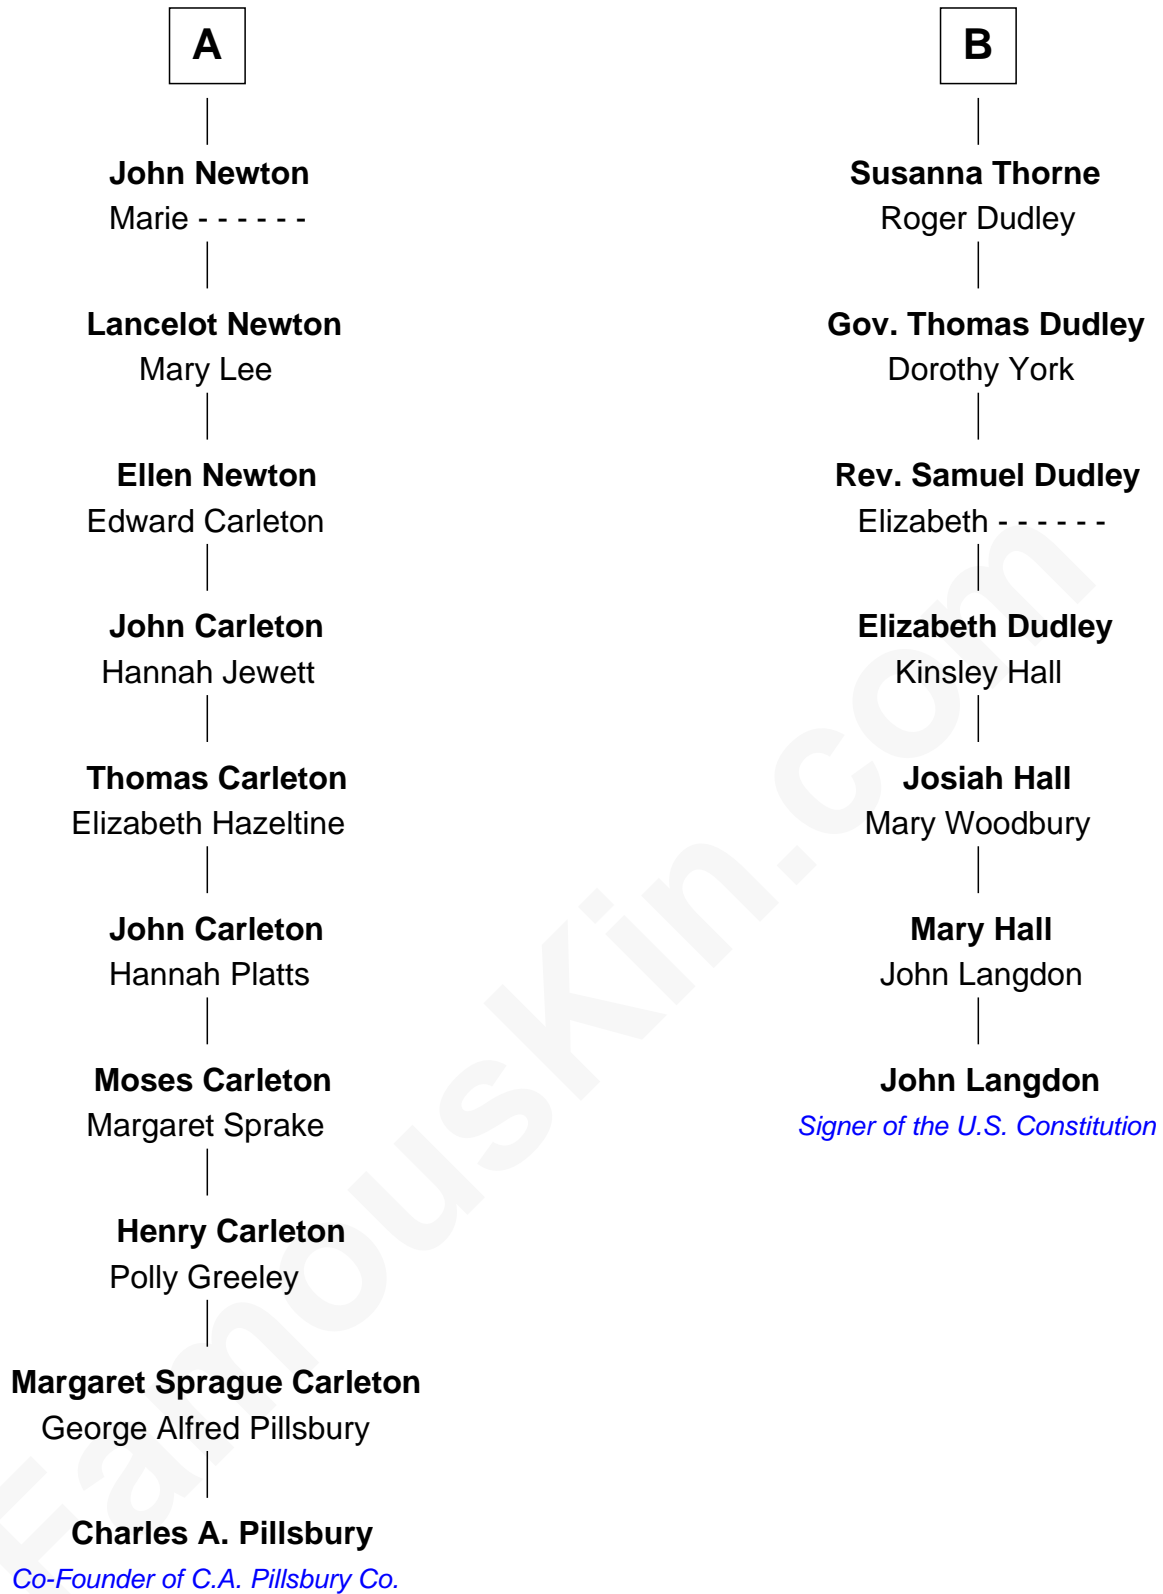 A
John Newton
Marie - - - - - -
Lancelot Newton
Mary Lee
Ellen Newton
Edward Carleton
John Carleton
Hannah Jewett
Thomas Carleton
Elizabeth Hazeltine
John Carleton
Hannah Platts
Moses Carleton
Margaret Sprake
Henry Carleton
Polly Greeley
Margaret Sprague Carleton
George Alfred Pillsbury
Charles A. Pillsbury
Co-Founder of C.A. Pillsbury Co.
B
Susanna Thorne
Roger Dudley
Gov. Thomas Dudley
Dorothy York
Rev. Samuel Dudley
Elizabeth - - - - - -
Elizabeth Dudley
Kinsley Hall
Josiah Hall
Mary Woodbury
Mary Hall
John Langdon
John Langdon
Signer of the U.S. Constitution
FamousKin.com